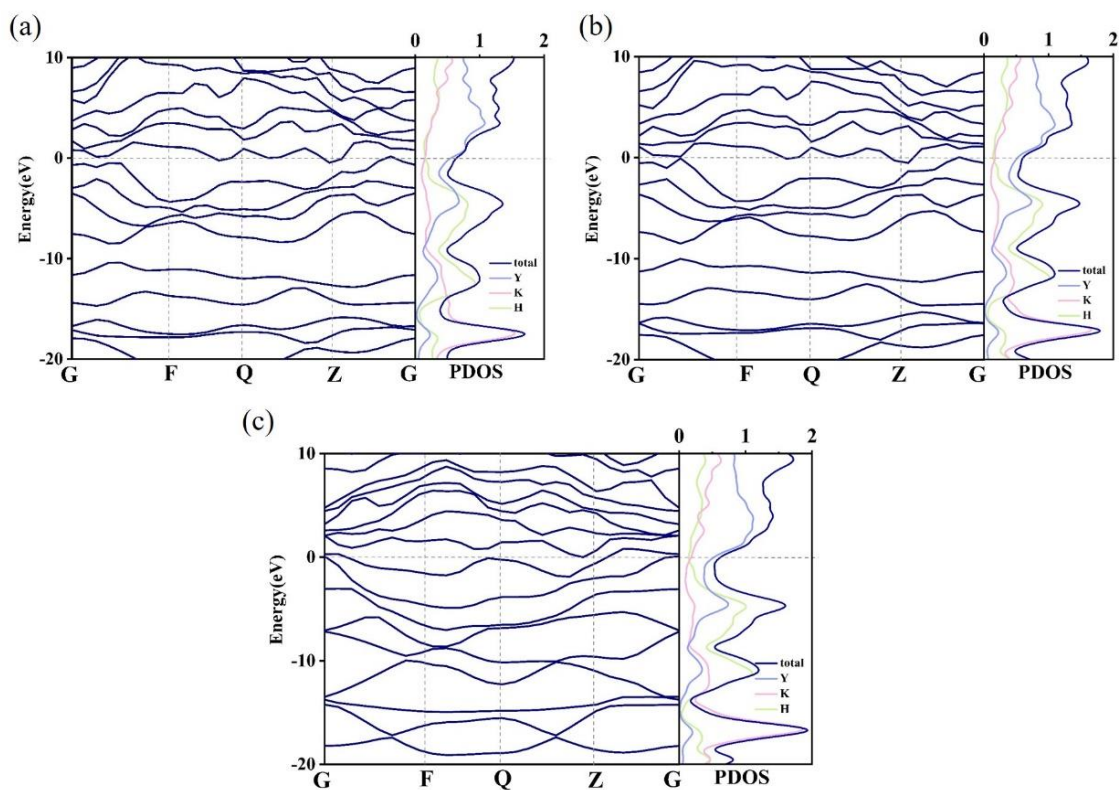 (a)
0 1 2
10
0
-10
-20
Energy(eV)
total
Y
K
H
G F Q Z G PDOS
(b)
0 1 2
10
0
-10
-20
Energy(eV)
total
Y
K
H
G F Q Z G PDOS
(c)
0 1 2
10
0
-10
-20
Energy(eV)
total
Y
K
H
G F Q Z G PDOS